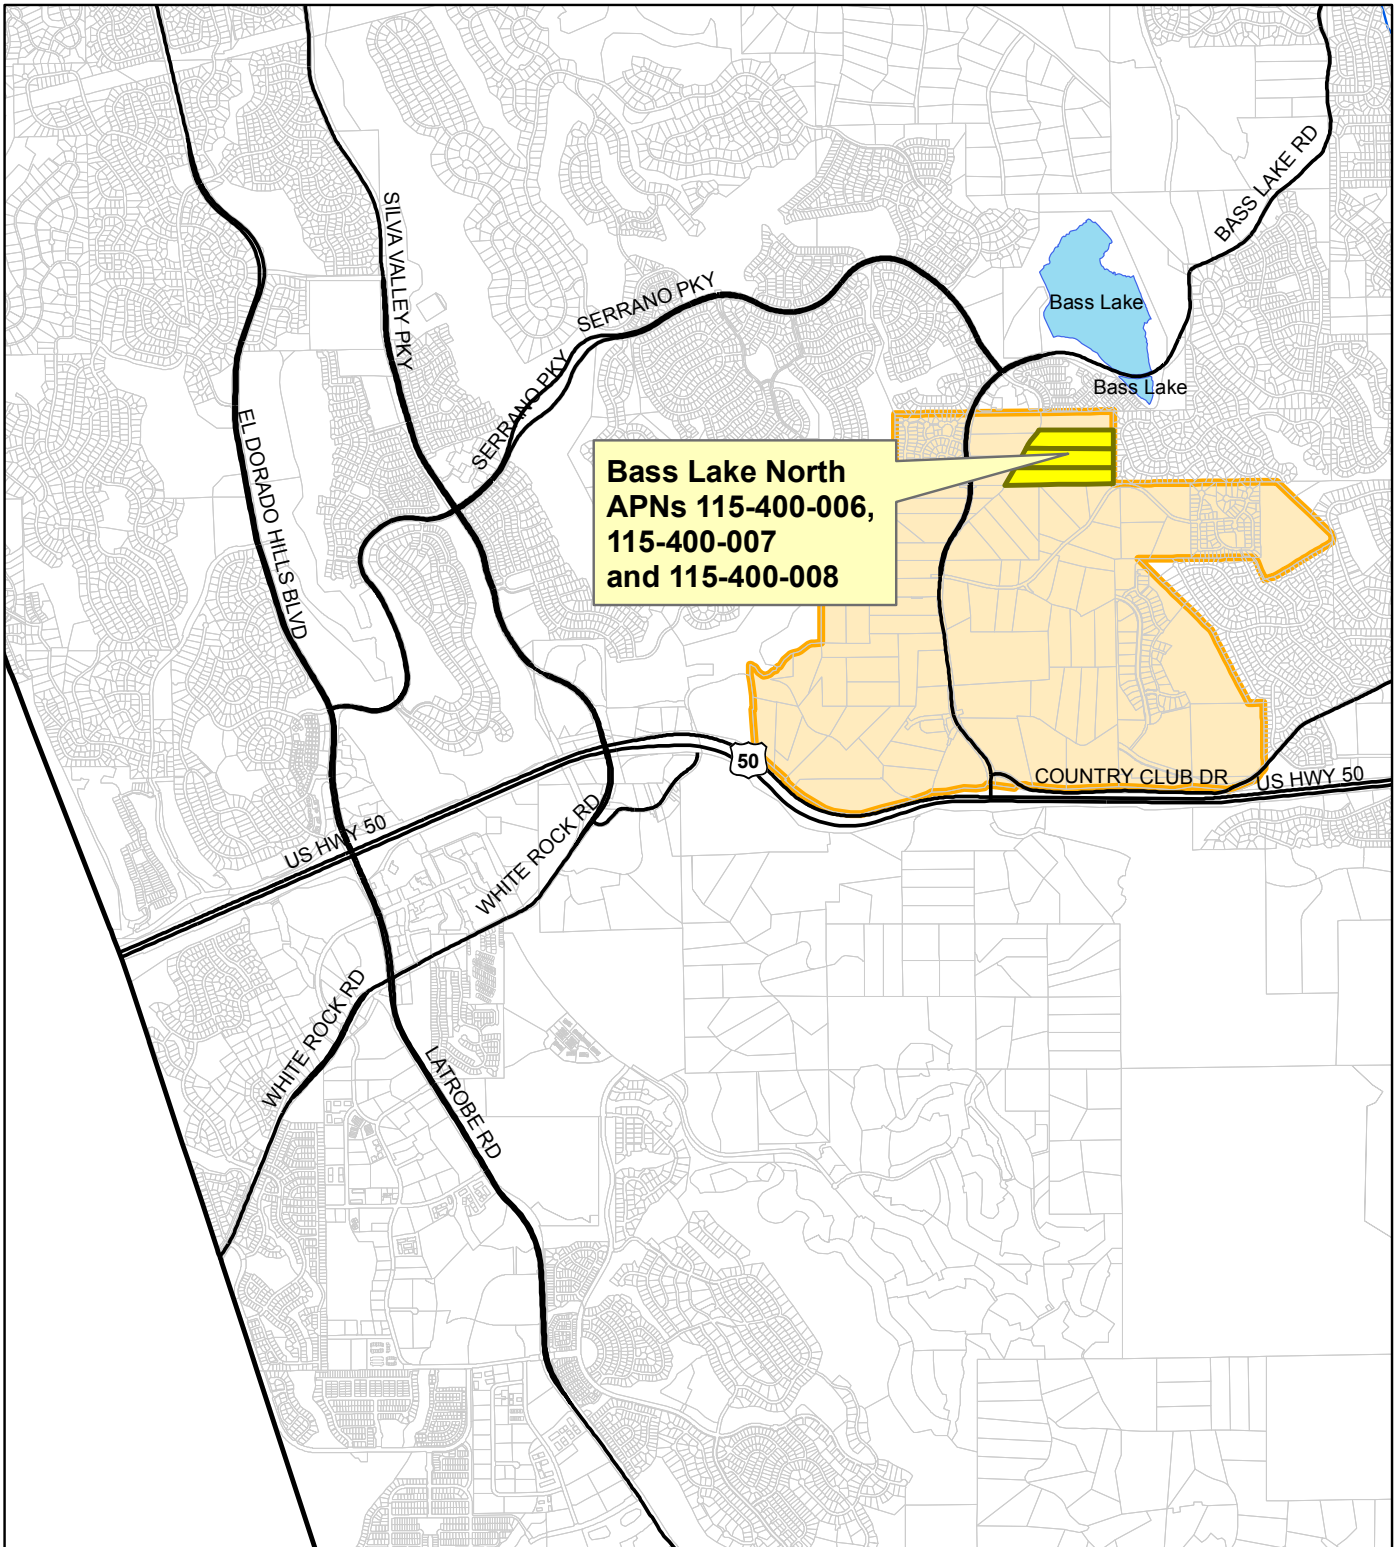 BASS LAKE RD
SILVA VALLEY PKY
SERRANO PKY
Bass Lake
SERRANO PKY
Bass Lake
EL DORADO HILLS BLVD
Bass Lake North
APNs 115-400-006,
115-400-007
and 115-400-008
50
COUNTRY CLUB DR
US HWY 50
US HWY 50
WHITE ROCK RD
WHITE ROCK RD
LATROBE RD